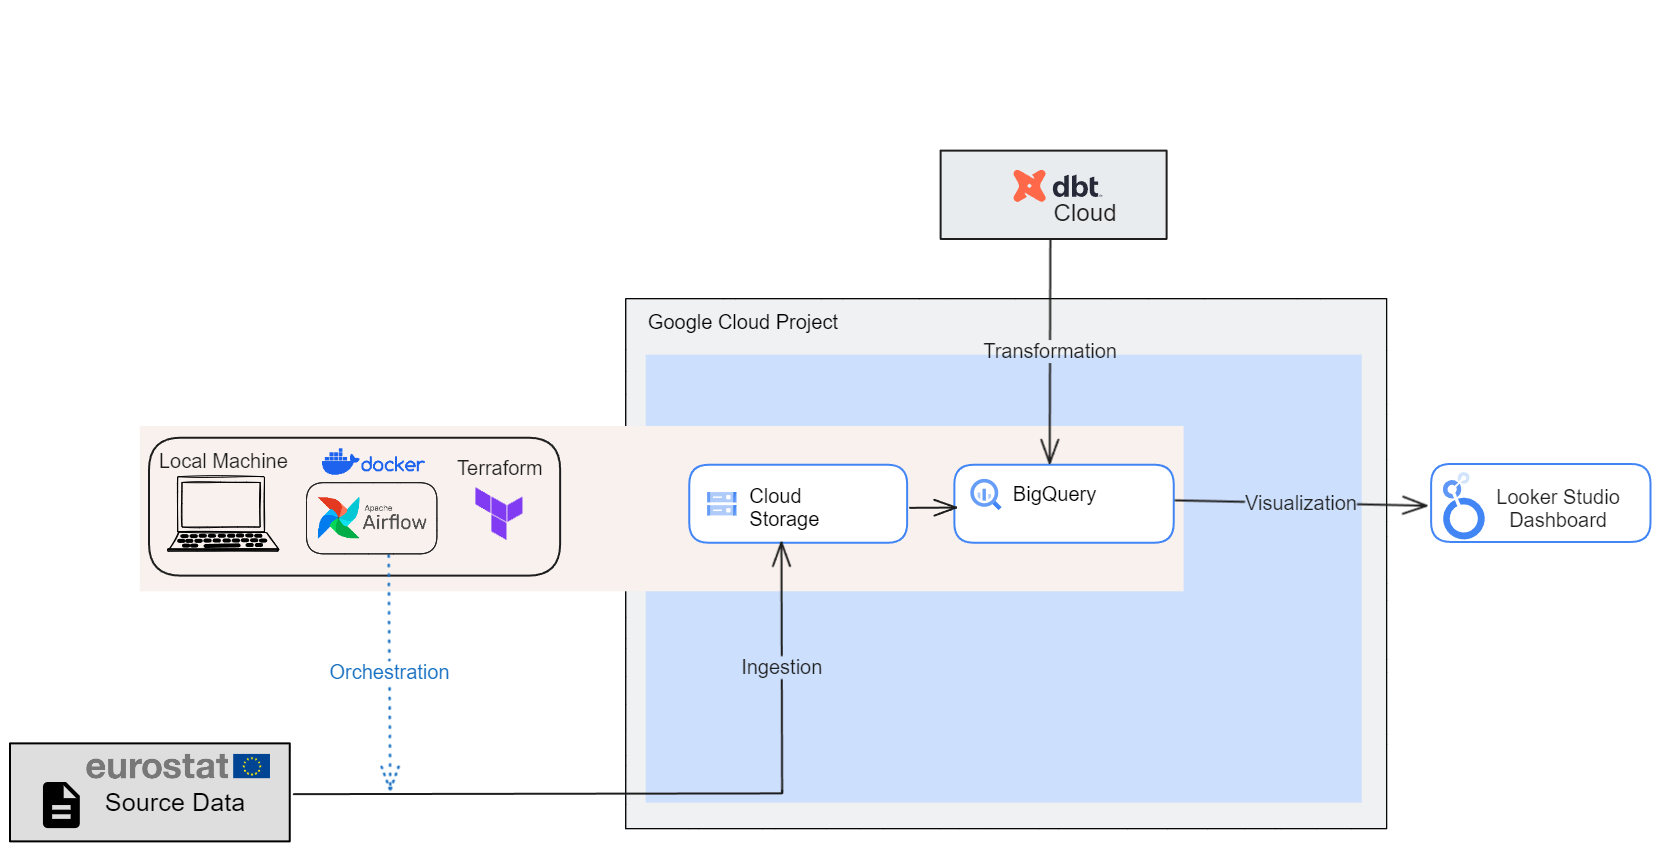 dbt
Cloud
Google Cloud Project
Transformation
Local Machine
docker
Terraform
Apache
Airflow
Cloud
Storage
BigQuery
Visualization
Looker Studio
Dashboard
Orchestration
Ingestion
eurostat
Source Data